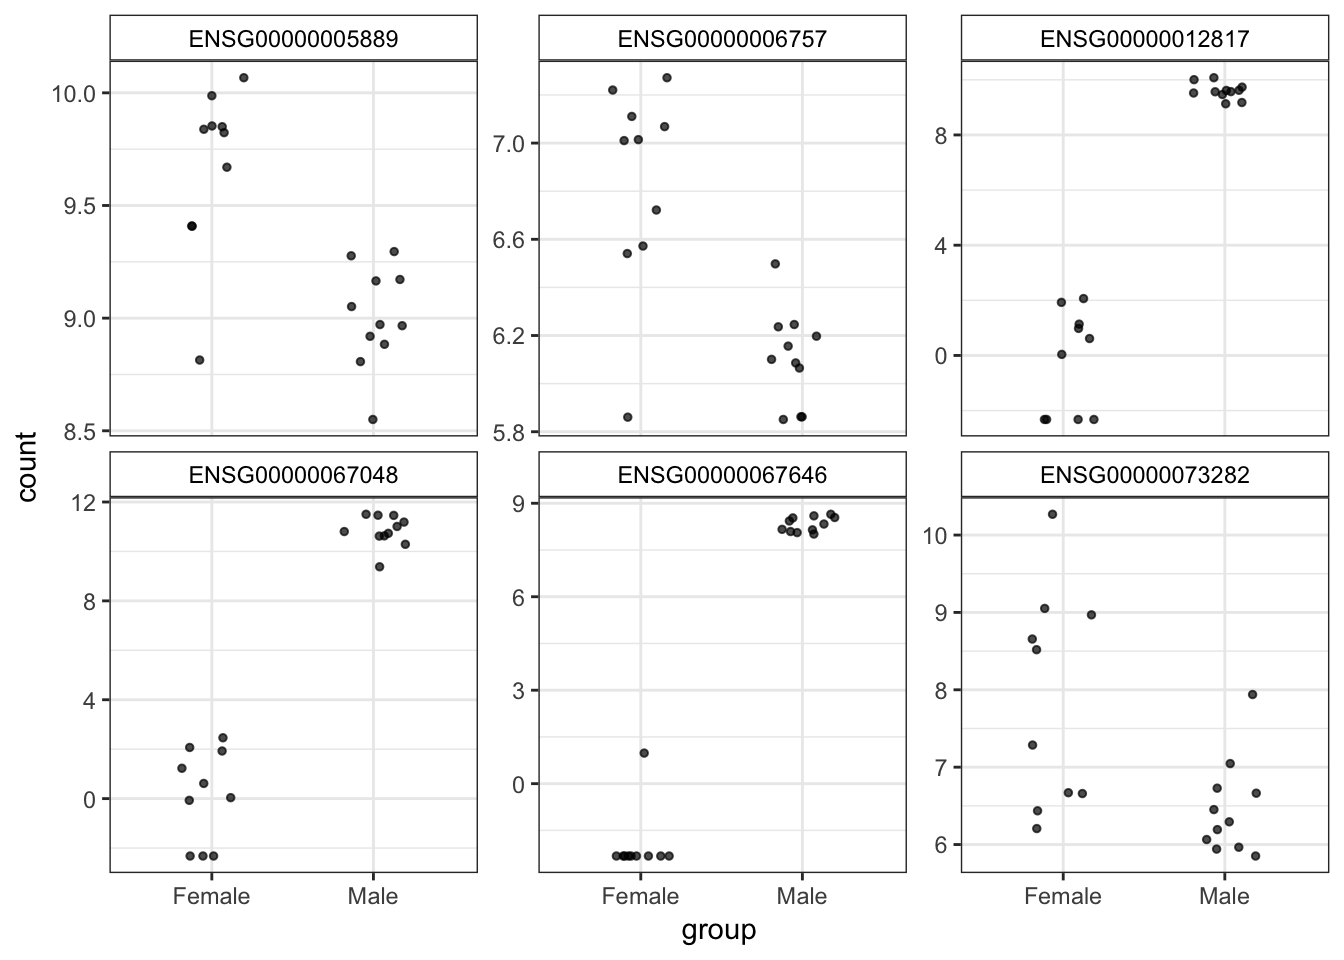 ENSG00000005889
ENSG00000006757
ENSG00000012817
10.0
9.5
9.0
8.5
7.0
6.6
6.2
5.8
8
4
0
count
ENSG00000067048
ENSG00000067646
ENSG00000073282
12
8
4
0
9
6
3
0
10
9
8
7
6
Female
Male
Female
Male
Female
Male
group